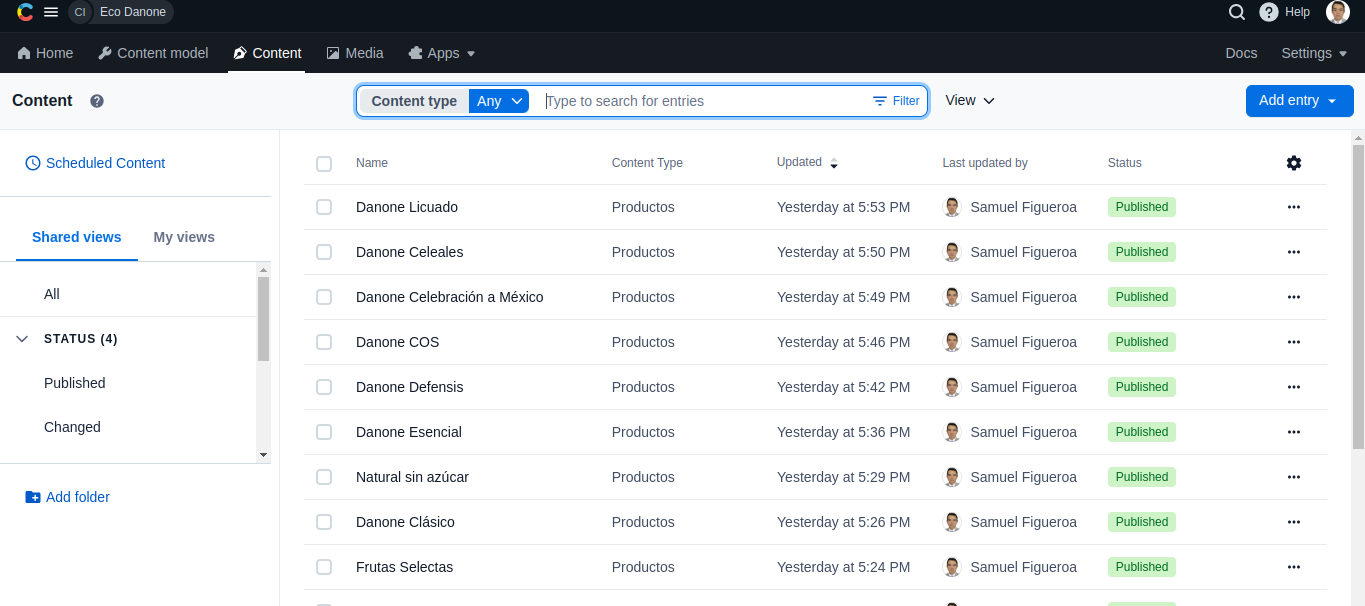 CI Eco Danone Help
Home Content model Content Media Apps Docs Settings
Content ? Content type Any Type to search for entries Filter View Add entry
Scheduled Content
Shared views My views
All
STATUS (4)
Published
Changed
Add folder
Name Content Type Updated Last updated by Status
Danone Licuado Productos Yesterday at 5:53 PM Samuel Figueroa Published
Danone Celeales Productos Yesterday at 5:50 PM Samuel Figueroa Published
Danone Celebración a México Productos Yesterday at 5:49 PM Samuel Figueroa Published
Danone COS Productos Yesterday at 5:46 PM Samuel Figueroa Published
Danone Defensis Productos Yesterday at 5:42 PM Samuel Figueroa Published
Danone Esencial Productos Yesterday at 5:36 PM Samuel Figueroa Published
Natural sin azúcar Productos Yesterday at 5:29 PM Samuel Figueroa Published
Danone Clásico Productos Yesterday at 5:26 PM Samuel Figueroa Published
Frutas Selectas Productos Yesterday at 5:24 PM Samuel Figueroa Published